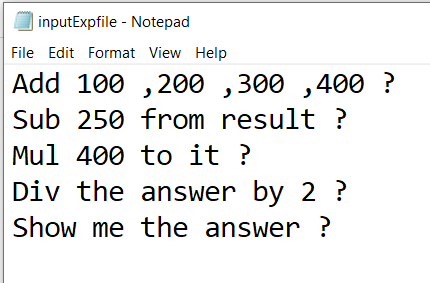 inputExpfile - Notepad
File Edit Format View Help
Add 100 ,200 ,300 ,400 ?
Sub 250 from result ?
Mul 400 to it ?
Div the answer by 2 ?
Show me the answer ?